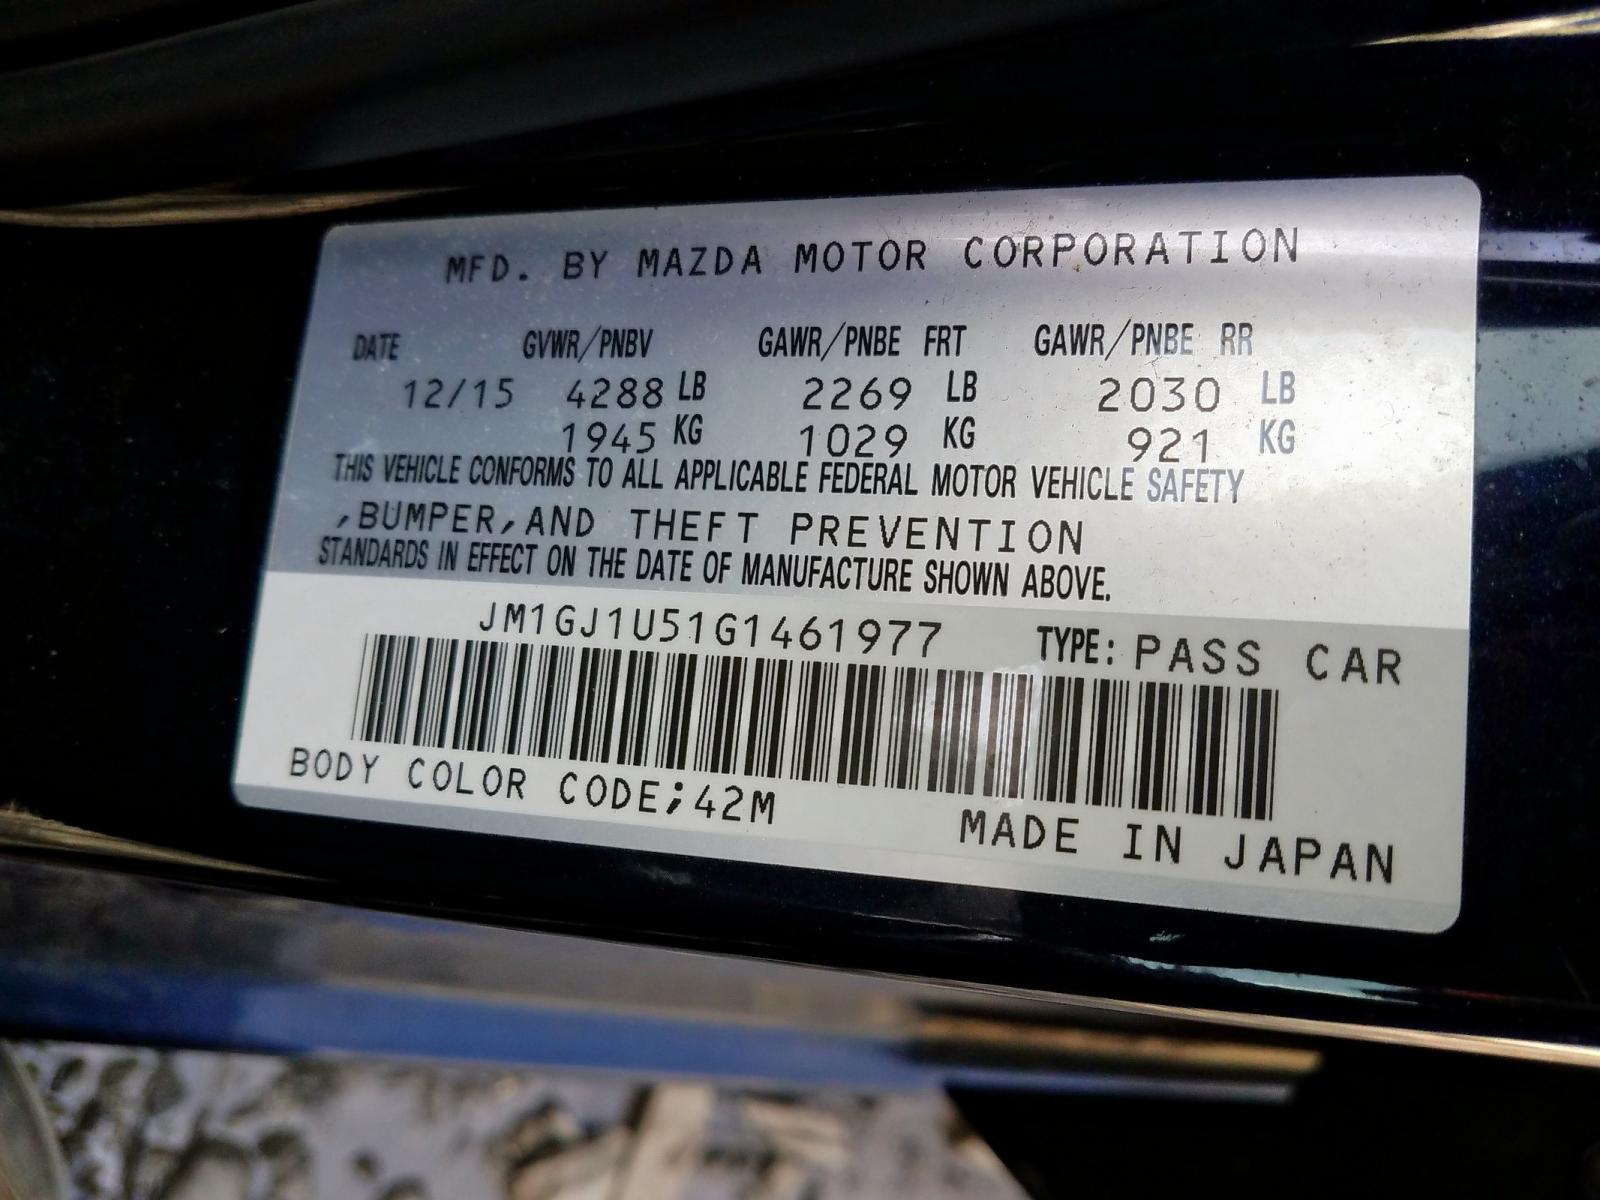 MFD. BY MAZDA MOTOR CORPORATION
DATE GVWR/PNBV GAWR/PNBE FRT GAWR/PNBE RR
12/15 4288 LB 2269 LB 2030 LB
1945 KG 1029 KG 921 KG
THIS VEHICLE CONFORMS TO ALL APPLICABLE FEDERAL MOTOR VEHICLE SAFETY
,BUMPER,AND THEFT PREVENTION
STANDARDS IN EFFECT ON THE DATE OF MANUFACTURE SHOWN ABOVE.
JM1GJ1U51G1461977 TYPE: PASS CAR
BODY COLOR CODE;42M MADE IN JAPAN